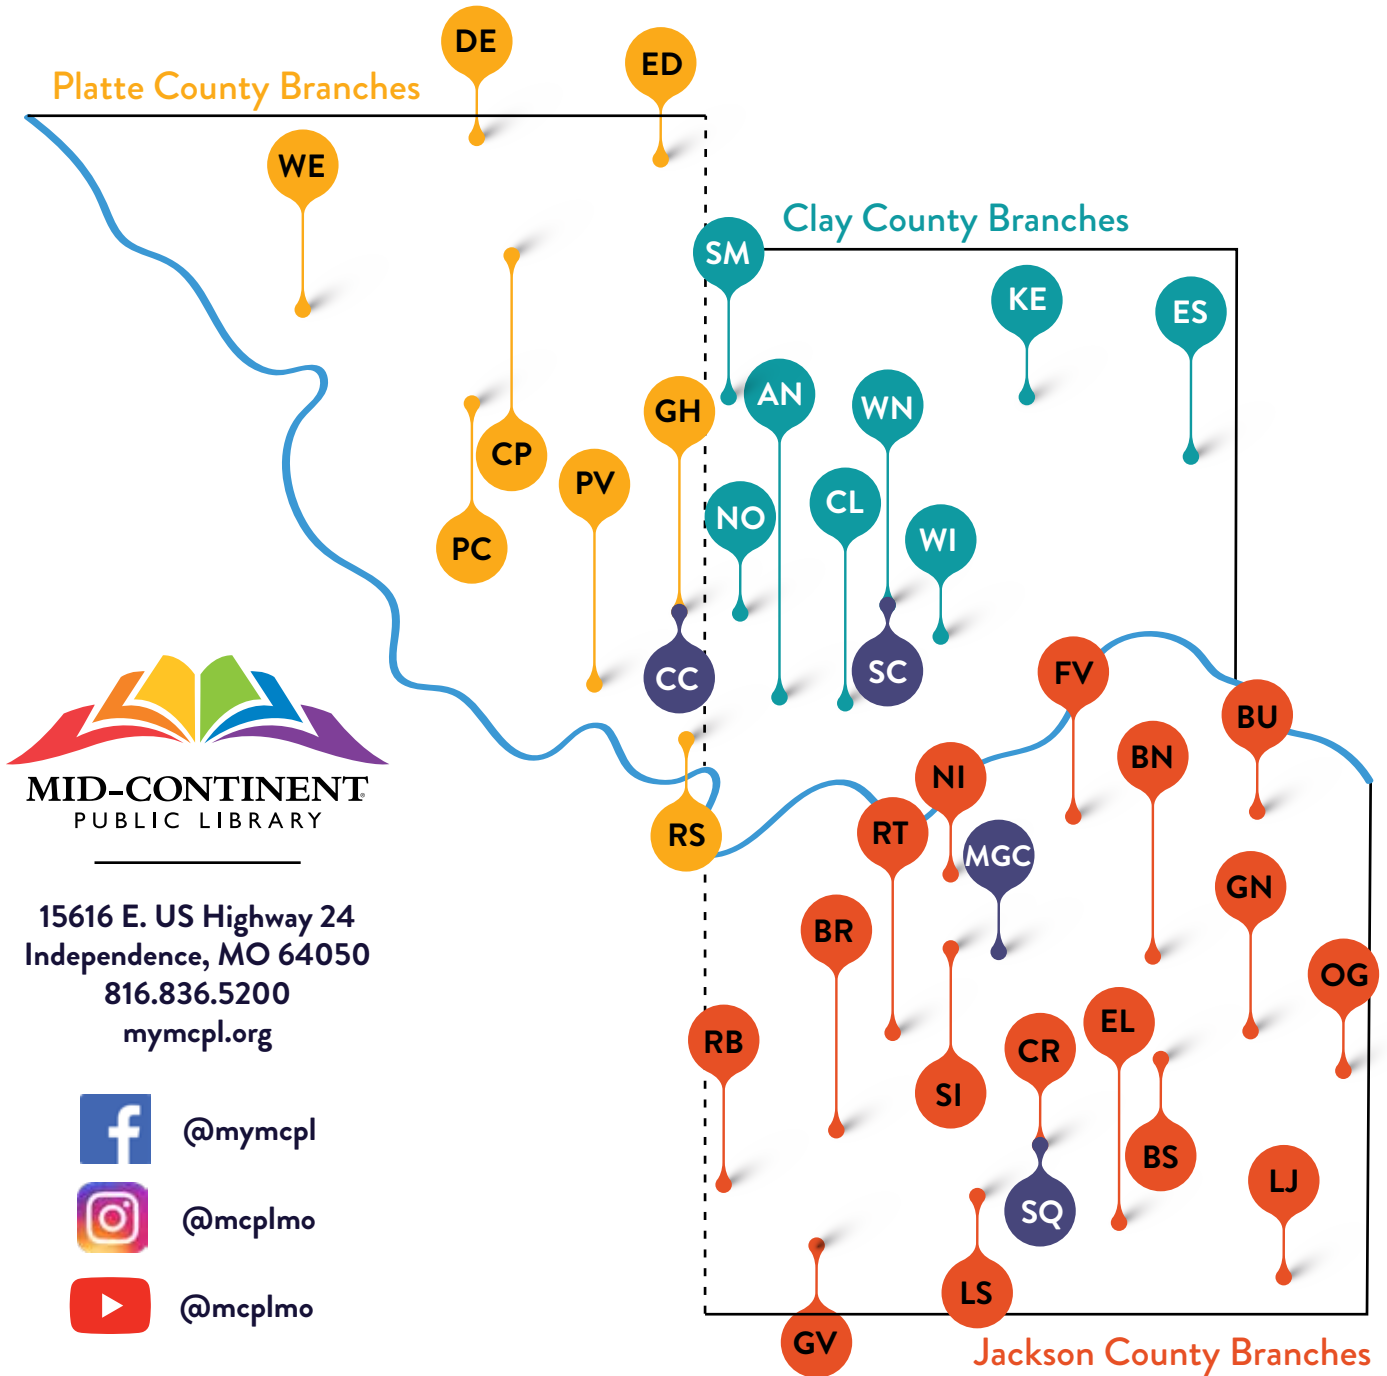 DE
ED
Platte County Branches
WE
Clay County Branches
SM
KE
ES
AN
WN
GH
CP
PV
CL
NO
WI
PC
CC
SC
FV
BU
BN
NI
MID-CONTINENT®
PUBLIC LIBRARY
RS
RT
MGC
GN
15616 E. US Highway 24
Independence, MO 64050
816.836.5200
mymcpl.org
BR
OG
EL
RB
CR
SI
@mymcpl
BS
LJ
SQ
@mcplmo
LS
@mcplmo
GV
Jackson County Branches